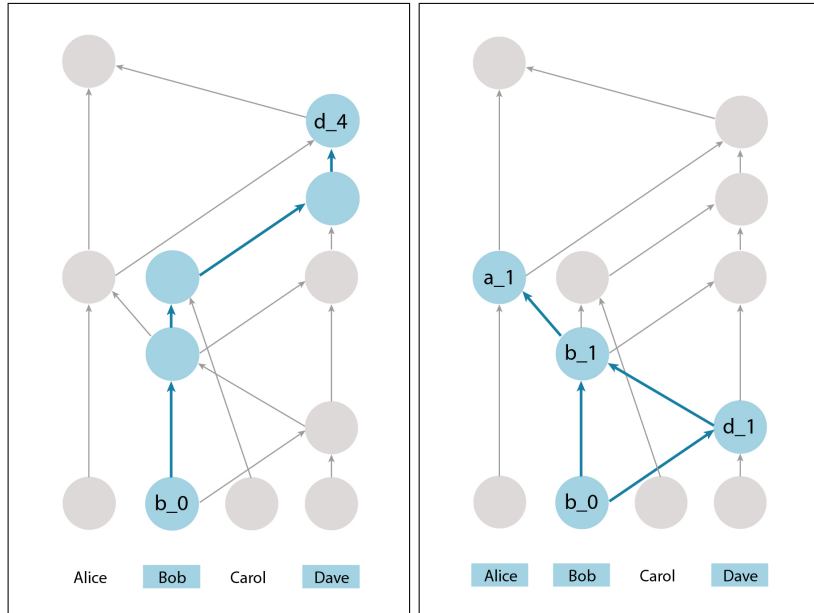 d_4
b_0
Alice Bob Carol Dave
a_1
b_1
d_1
b_0
Alice Bob Carol Dave